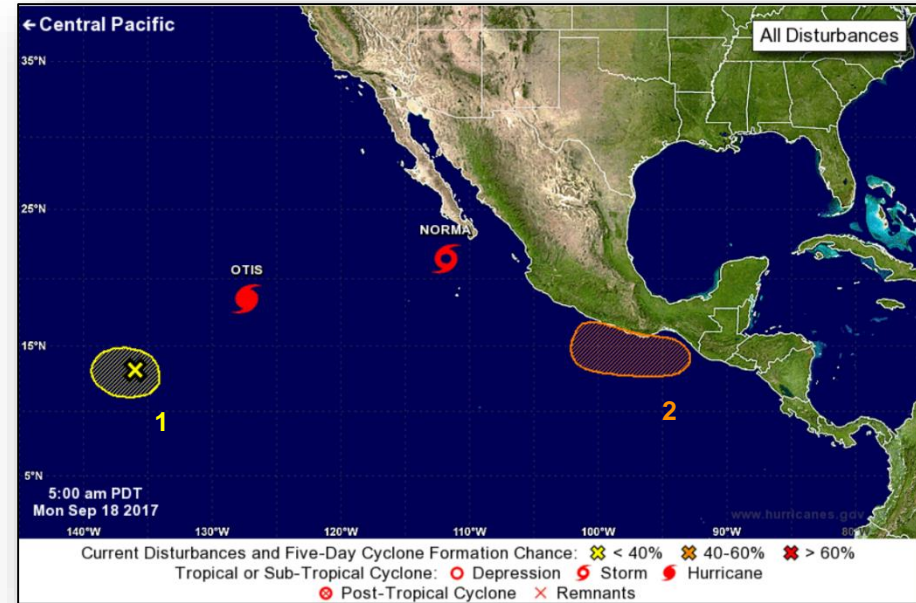 ← Central Pacific
All Disturbances
35°N
25°N
NORMA
OTIS
15°N
1
2
5°N
5:00 am PDT
Mon Sep 18 2017
www.hurricanes.gov
140°W 130°W 120°W 110°W 100°W 90°W 80°W
Current Disturbances and Five-Day Cyclone Formation Chance: < 40% 40-60% > 60%
Tropical or Sub-Tropical Cyclone: Depression Storm Hurricane
Post-Tropical Cyclone Remnants